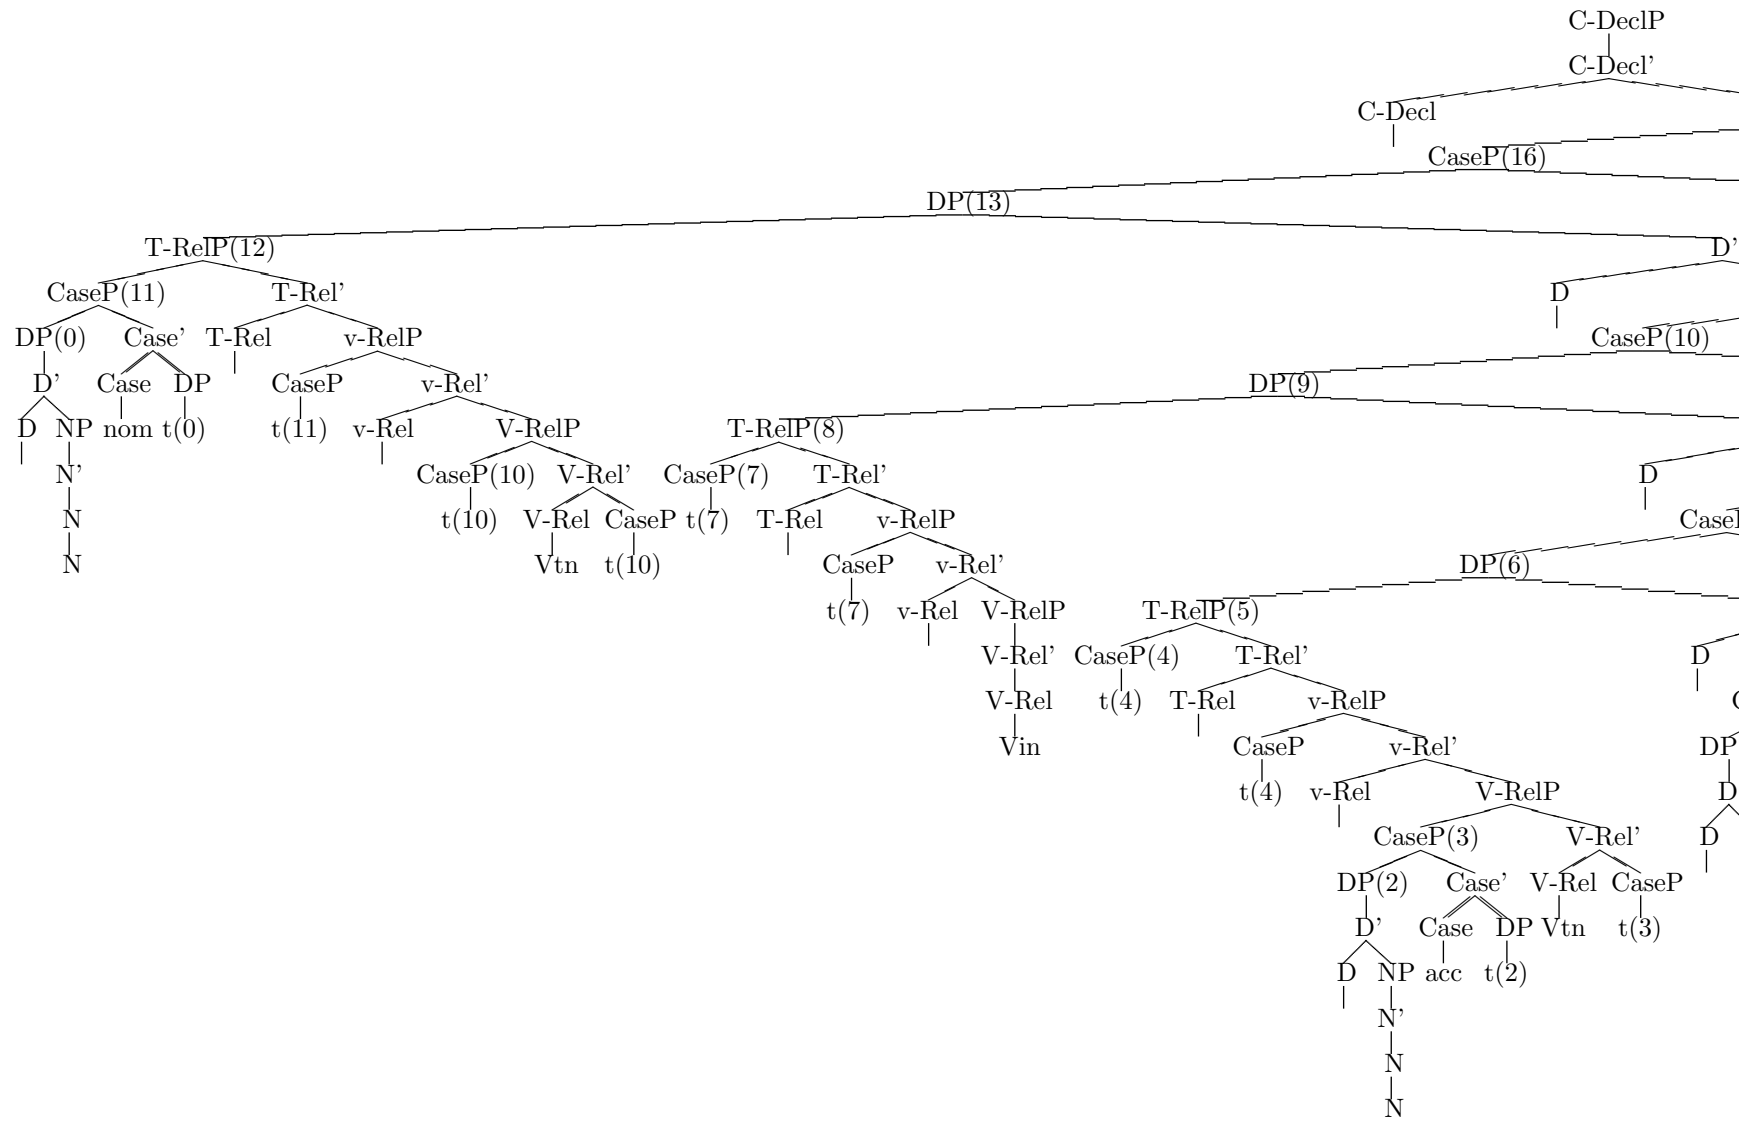 C-DeclP
C-Decl'
C-Decl
CaseP(16)
DP(13)
T-RelP(12) D'
CaseP(11) T-Rel' D
DP(0) Case' T-Rel v-RelP CaseP(10)
D' Case DP CaseP v-Rel' DP(9)
D NP nom t(0) t(11) v-Rel V-RelP T-RelP(8)
N' CaseP(10) V-Rel' CaseP(7) T-Rel' D
N t(10) V-Rel CaseP t(7) T-Rel v-RelP
N Vtn t(10) CaseP v-Rel' DP(6)
t(7) v-Rel V-RelP T-RelP(5)
V-Rel' CaseP(4) T-Rel' D
V-Rel t(4) T-Rel v-RelP
Vin CaseP v-Rel' DP
t(4) v-Rel V-RelP D
CaseP(3) V-Rel' D
DP(2) Case' V-Rel CaseP
D' Case DP Vtn t(3)
D NP acc t(2)
N'
N
N